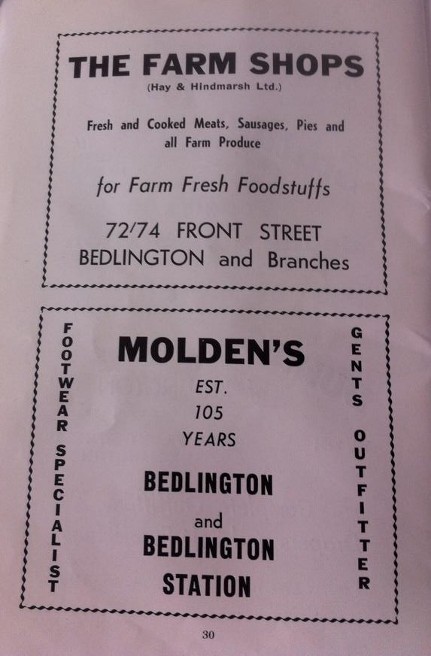 THE FARM SHOPS
(Hay & Hindmarsh Ltd.)
Fresh and Cooked Meats, Sausages, Pies and
all Farm Produce
for Farm Fresh Foodstuffs
72/74 FRONT STREET
BEDLINGTON and Branches
FOOTWEAR SPECIALIST
MOLDEN'S
EST.
105
YEARS
BEDLINGTON
and
BEDLINGTON
STATION
GENTS OUTFITTER
30